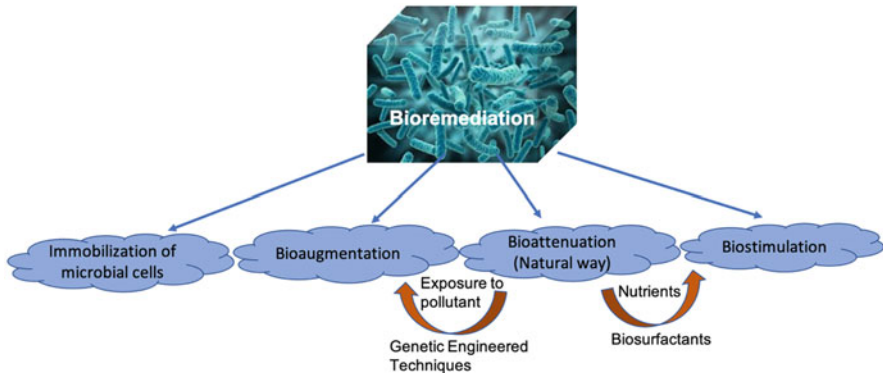 Bioremediation
Immobilization of
microbial cells
Bioaugmentation
Bioattenuation
(Natural way)
Biostimulation
Exposure to
pollutant
Genetic Engineered
Techniques
Nutrients
Biosurfactants